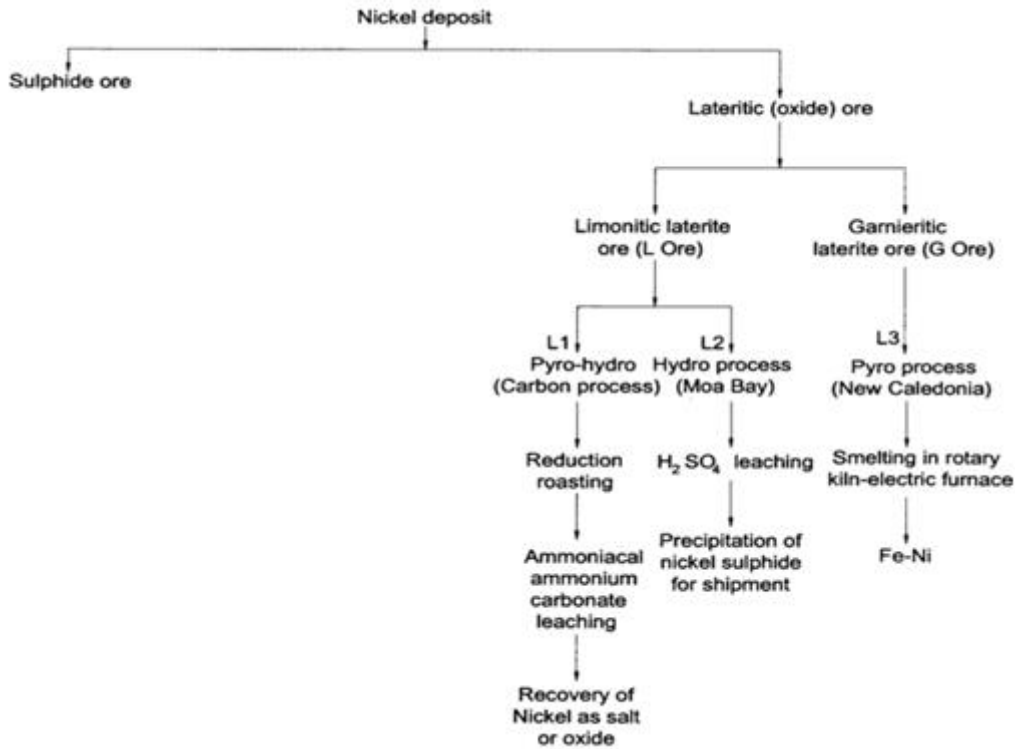 Nickel deposit
Sulphide ore
Lateritic (oxide) ore
Limonitic laterite
ore (L Ore)
Garnieritic
laterite ore (G Ore)
L1
Pyro-hydro
(Carbon process)
L2
Hydro process
(Moa Bay)
L3
Pyro process
(New Caledonia)
Reduction
roasting
H₂SO₄ leaching
Smelting in rotary
kiln-electric furnace
Ammoniacal
ammonium
carbonate
leaching
Precipitation of
nickel sulphide
for shipment
Fe-Ni
Recovery of
Nickel as salt
or oxide